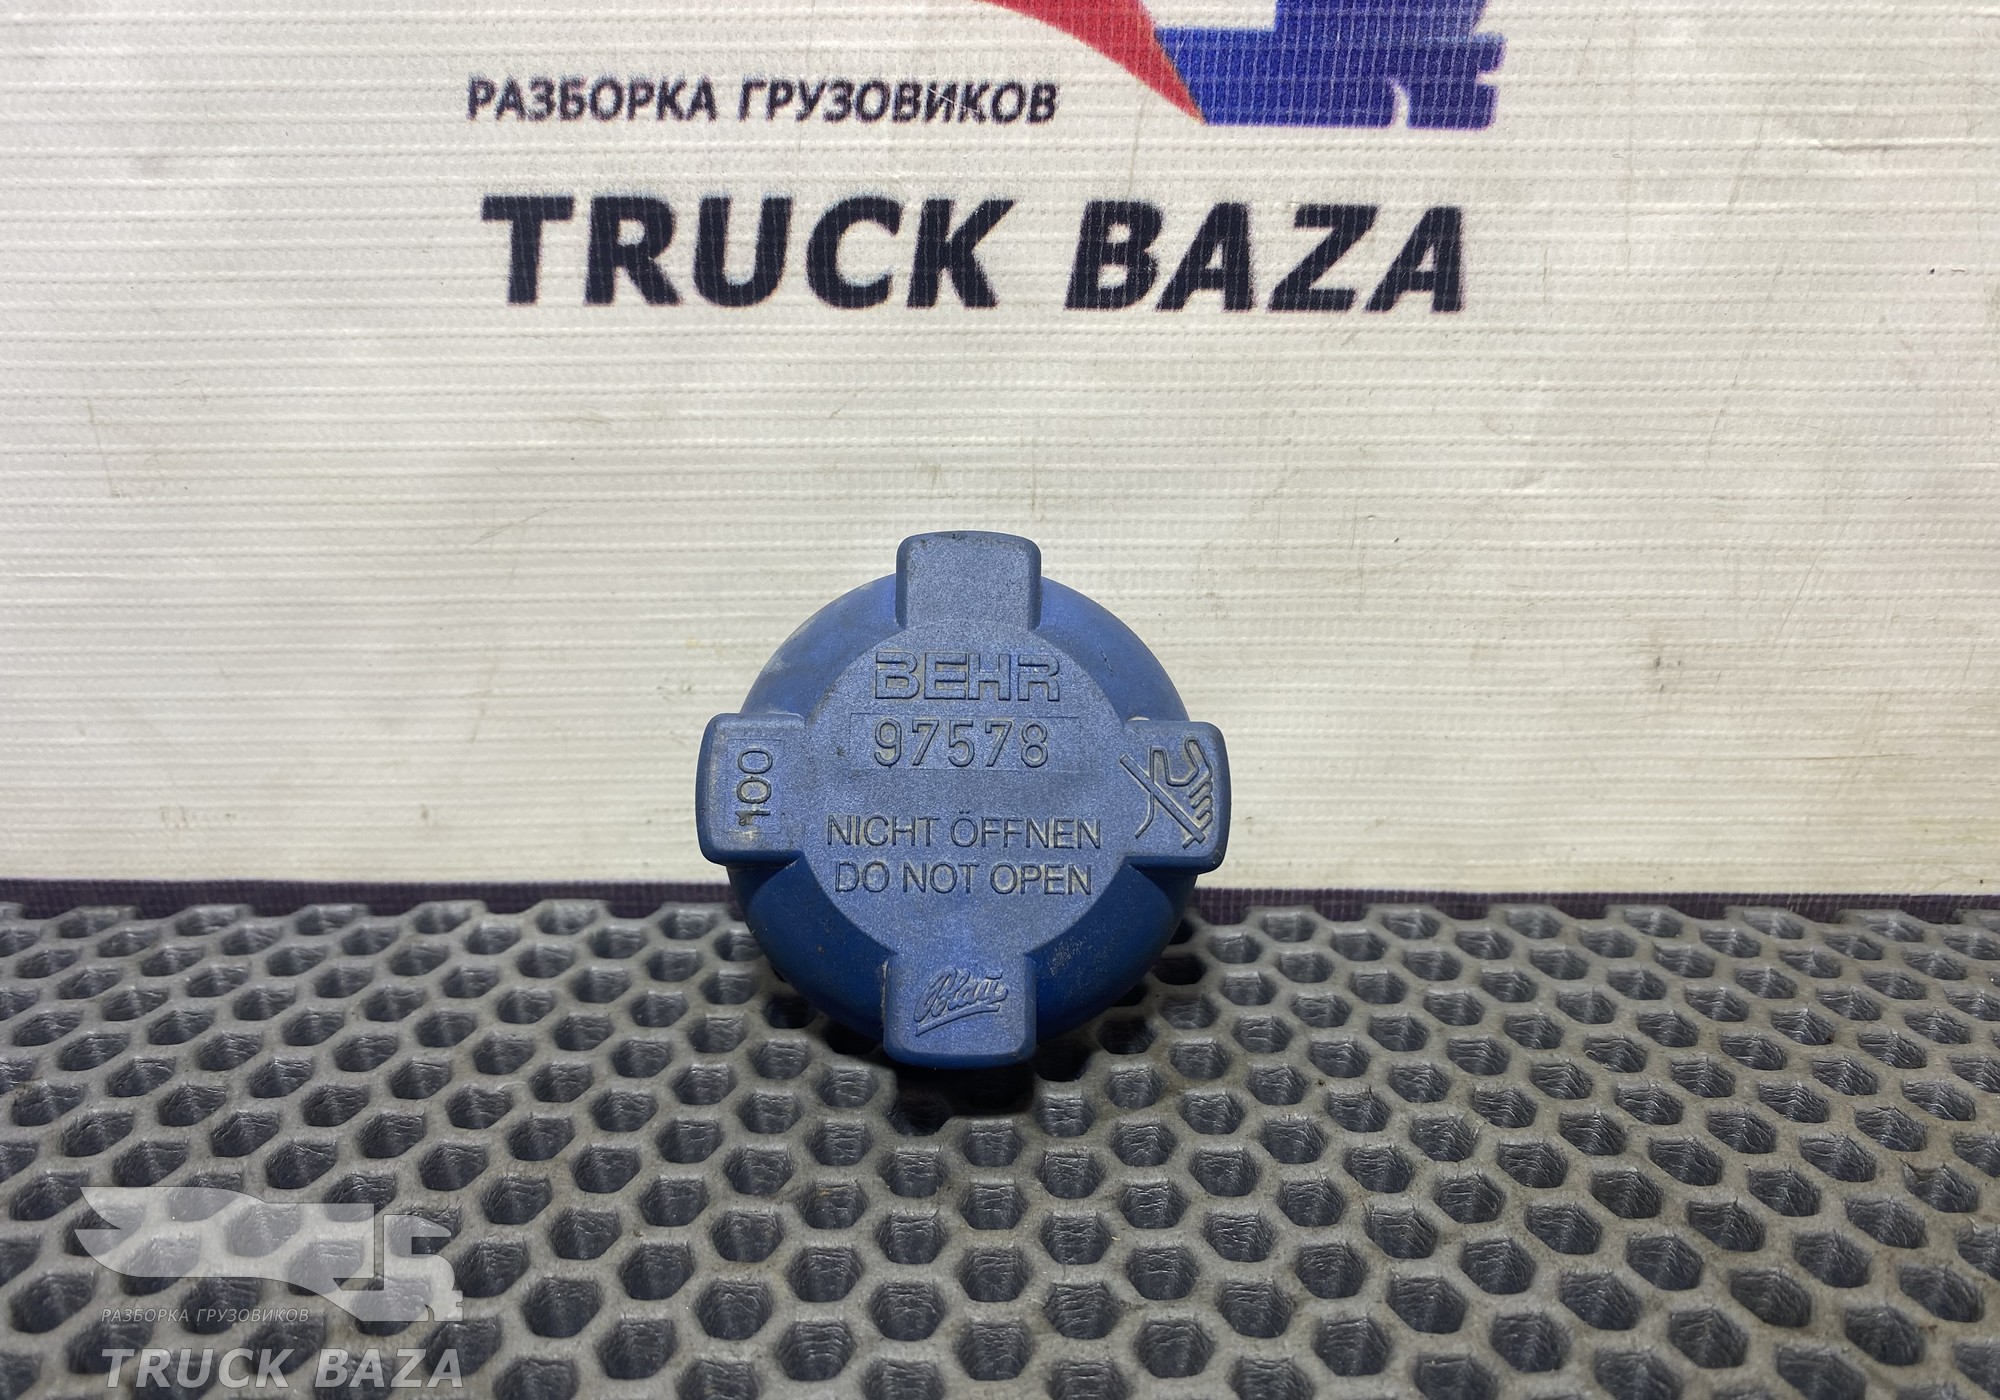 РАЗБОРКА ГРУЗОВИКОВ
TRUCK BAZA
BEHR
97578
100
NICHT ÖFFNEN
DO NOT OPEN
Blau
РАЗБОРКА ГРУЗОВИКОВ
TRUCK BAZA